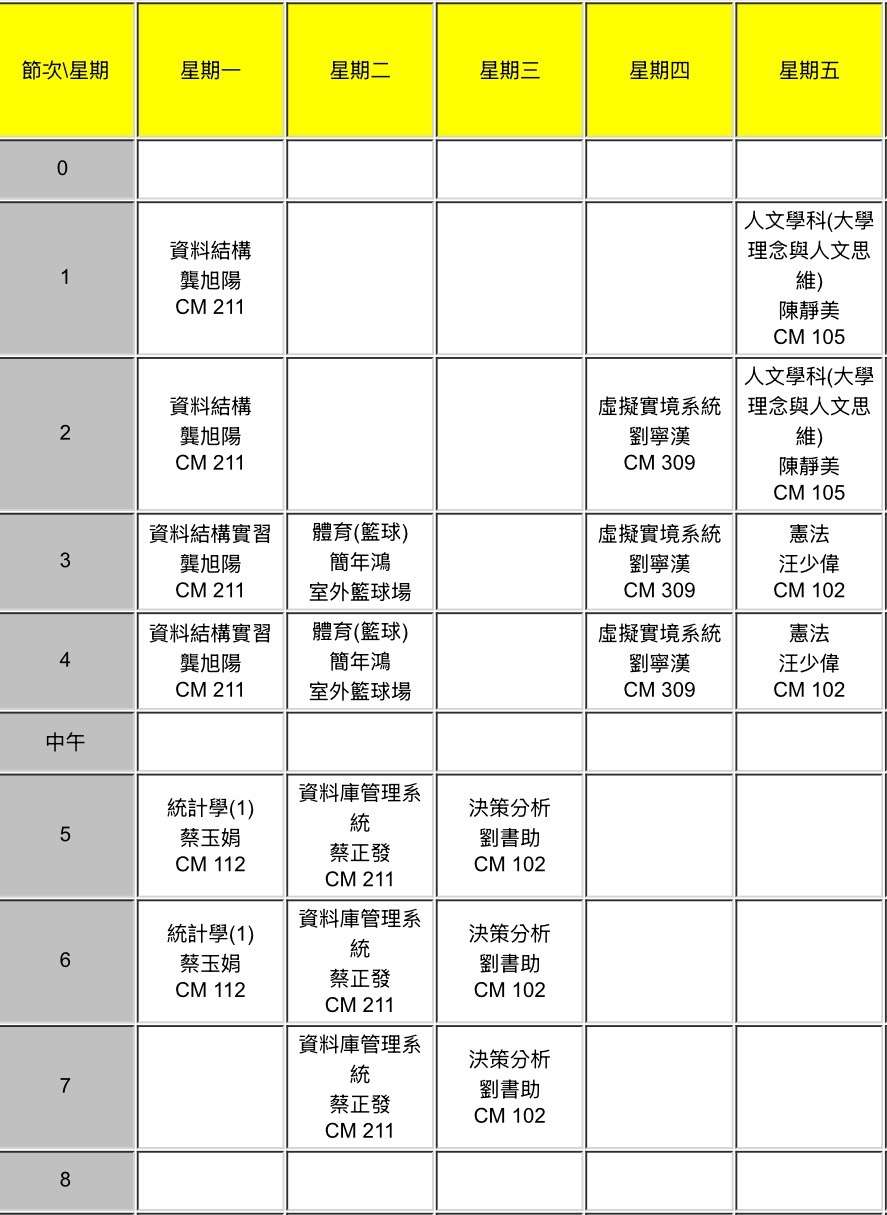 節次\星期 星期一 星期二 星期三 星期四 星期五
0
1
資料結構
龔旭陽
CM 211
人文學科(大學
理念與人文思
維)
陳靜美
CM 105
2
資料結構
龔旭陽
CM 211
虛擬實境系統
劉寧漢
CM 309
人文學科(大學
理念與人文思
維)
陳靜美
CM 105
3
資料結構實習
龔旭陽
CM 211
體育(籃球)
簡年鴻
室外籃球場
虛擬實境系統
劉寧漢
CM 309
憲法
汪少偉
CM 102
4
資料結構實習
龔旭陽
CM 211
體育(籃球)
簡年鴻
室外籃球場
虛擬實境系統
劉寧漢
CM 309
憲法
汪少偉
CM 102
中午
5
統計學(1)
蔡玉娟
CM 112
資料庫管理系
統
蔡正發
CM 211
決策分析
劉書助
CM 102
6
統計學(1)
蔡玉娟
CM 112
資料庫管理系
統
蔡正發
CM 211
決策分析
劉書助
CM 102
7
資料庫管理系
統
蔡正發
CM 211
決策分析
劉書助
CM 102
8